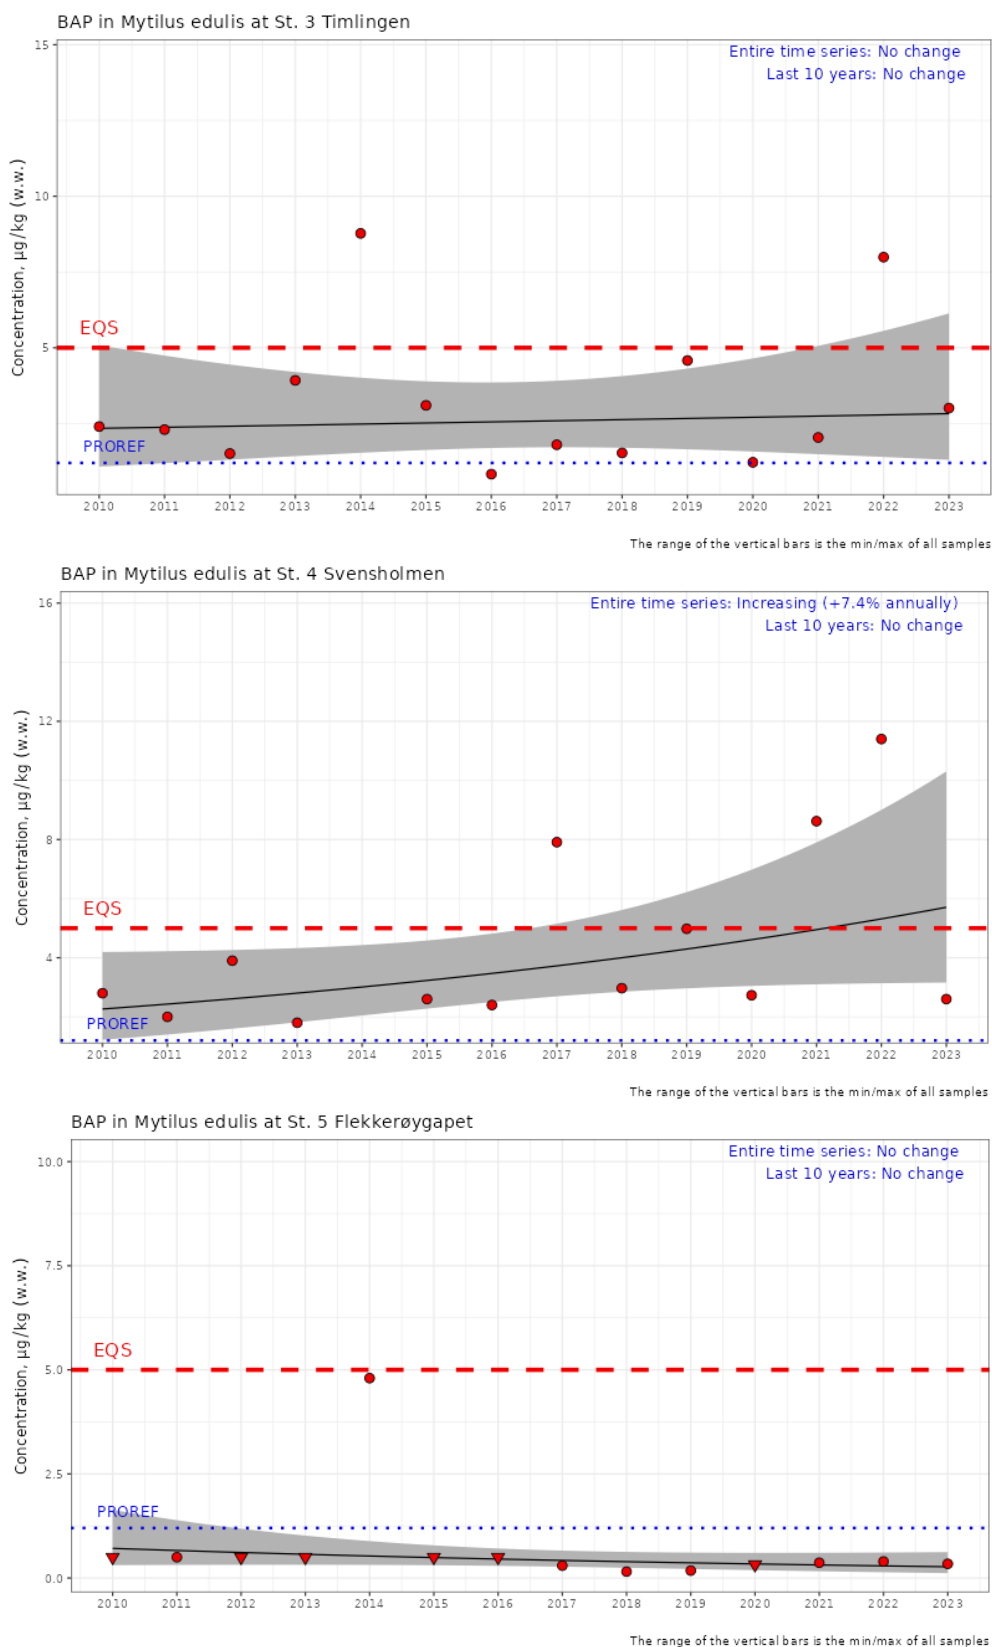 BAP in Mytilus edulis at St. 3 Timlingen
Entire time series: No change
Last 10 years: No change
Concentration, µg/kg (w.w.)
15
10
5
EQS
PROREF
2010 2011 2012 2013 2014 2015 2016 2017 2018 2019 2020 2021 2022 2023
The range of the vertical bars is the min/max of all samples
BAP in Mytilus edulis at St. 4 Svensholmen
Entire time series: Increasing (+7.4% annually)
Last 10 years: No change
Concentration, µg/kg (w.w.)
16
12
8
4
EQS
PROREF
2010 2011 2012 2013 2014 2015 2016 2017 2018 2019 2020 2021 2022 2023
The range of the vertical bars is the min/max of all samples
BAP in Mytilus edulis at St. 5 Flekkerøygapet
Entire time series: No change
Last 10 years: No change
Concentration, µg/kg (w.w.)
10.0
7.5
5.0
2.5
0.0
EQS
PROREF
2010 2011 2012 2013 2014 2015 2016 2017 2018 2019 2020 2021 2022 2023
The range of the vertical bars is the min/max of all samples